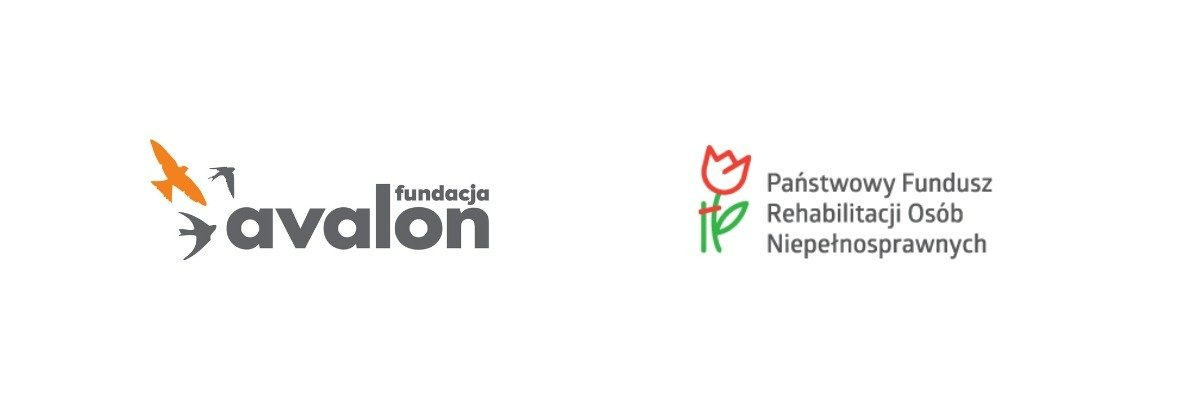 fundacja
avalon
Państwowy Fundusz
Rehabilitacji Osób
Niepełnosprawnych